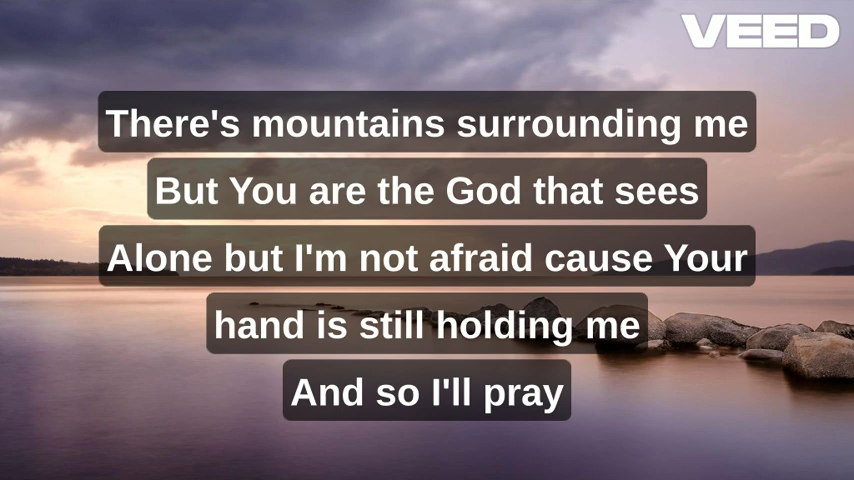 VEED
There's mountains surrounding me
But You are the God that sees
Alone but I'm not afraid cause Your
hand is still holding me
And so I'll pray